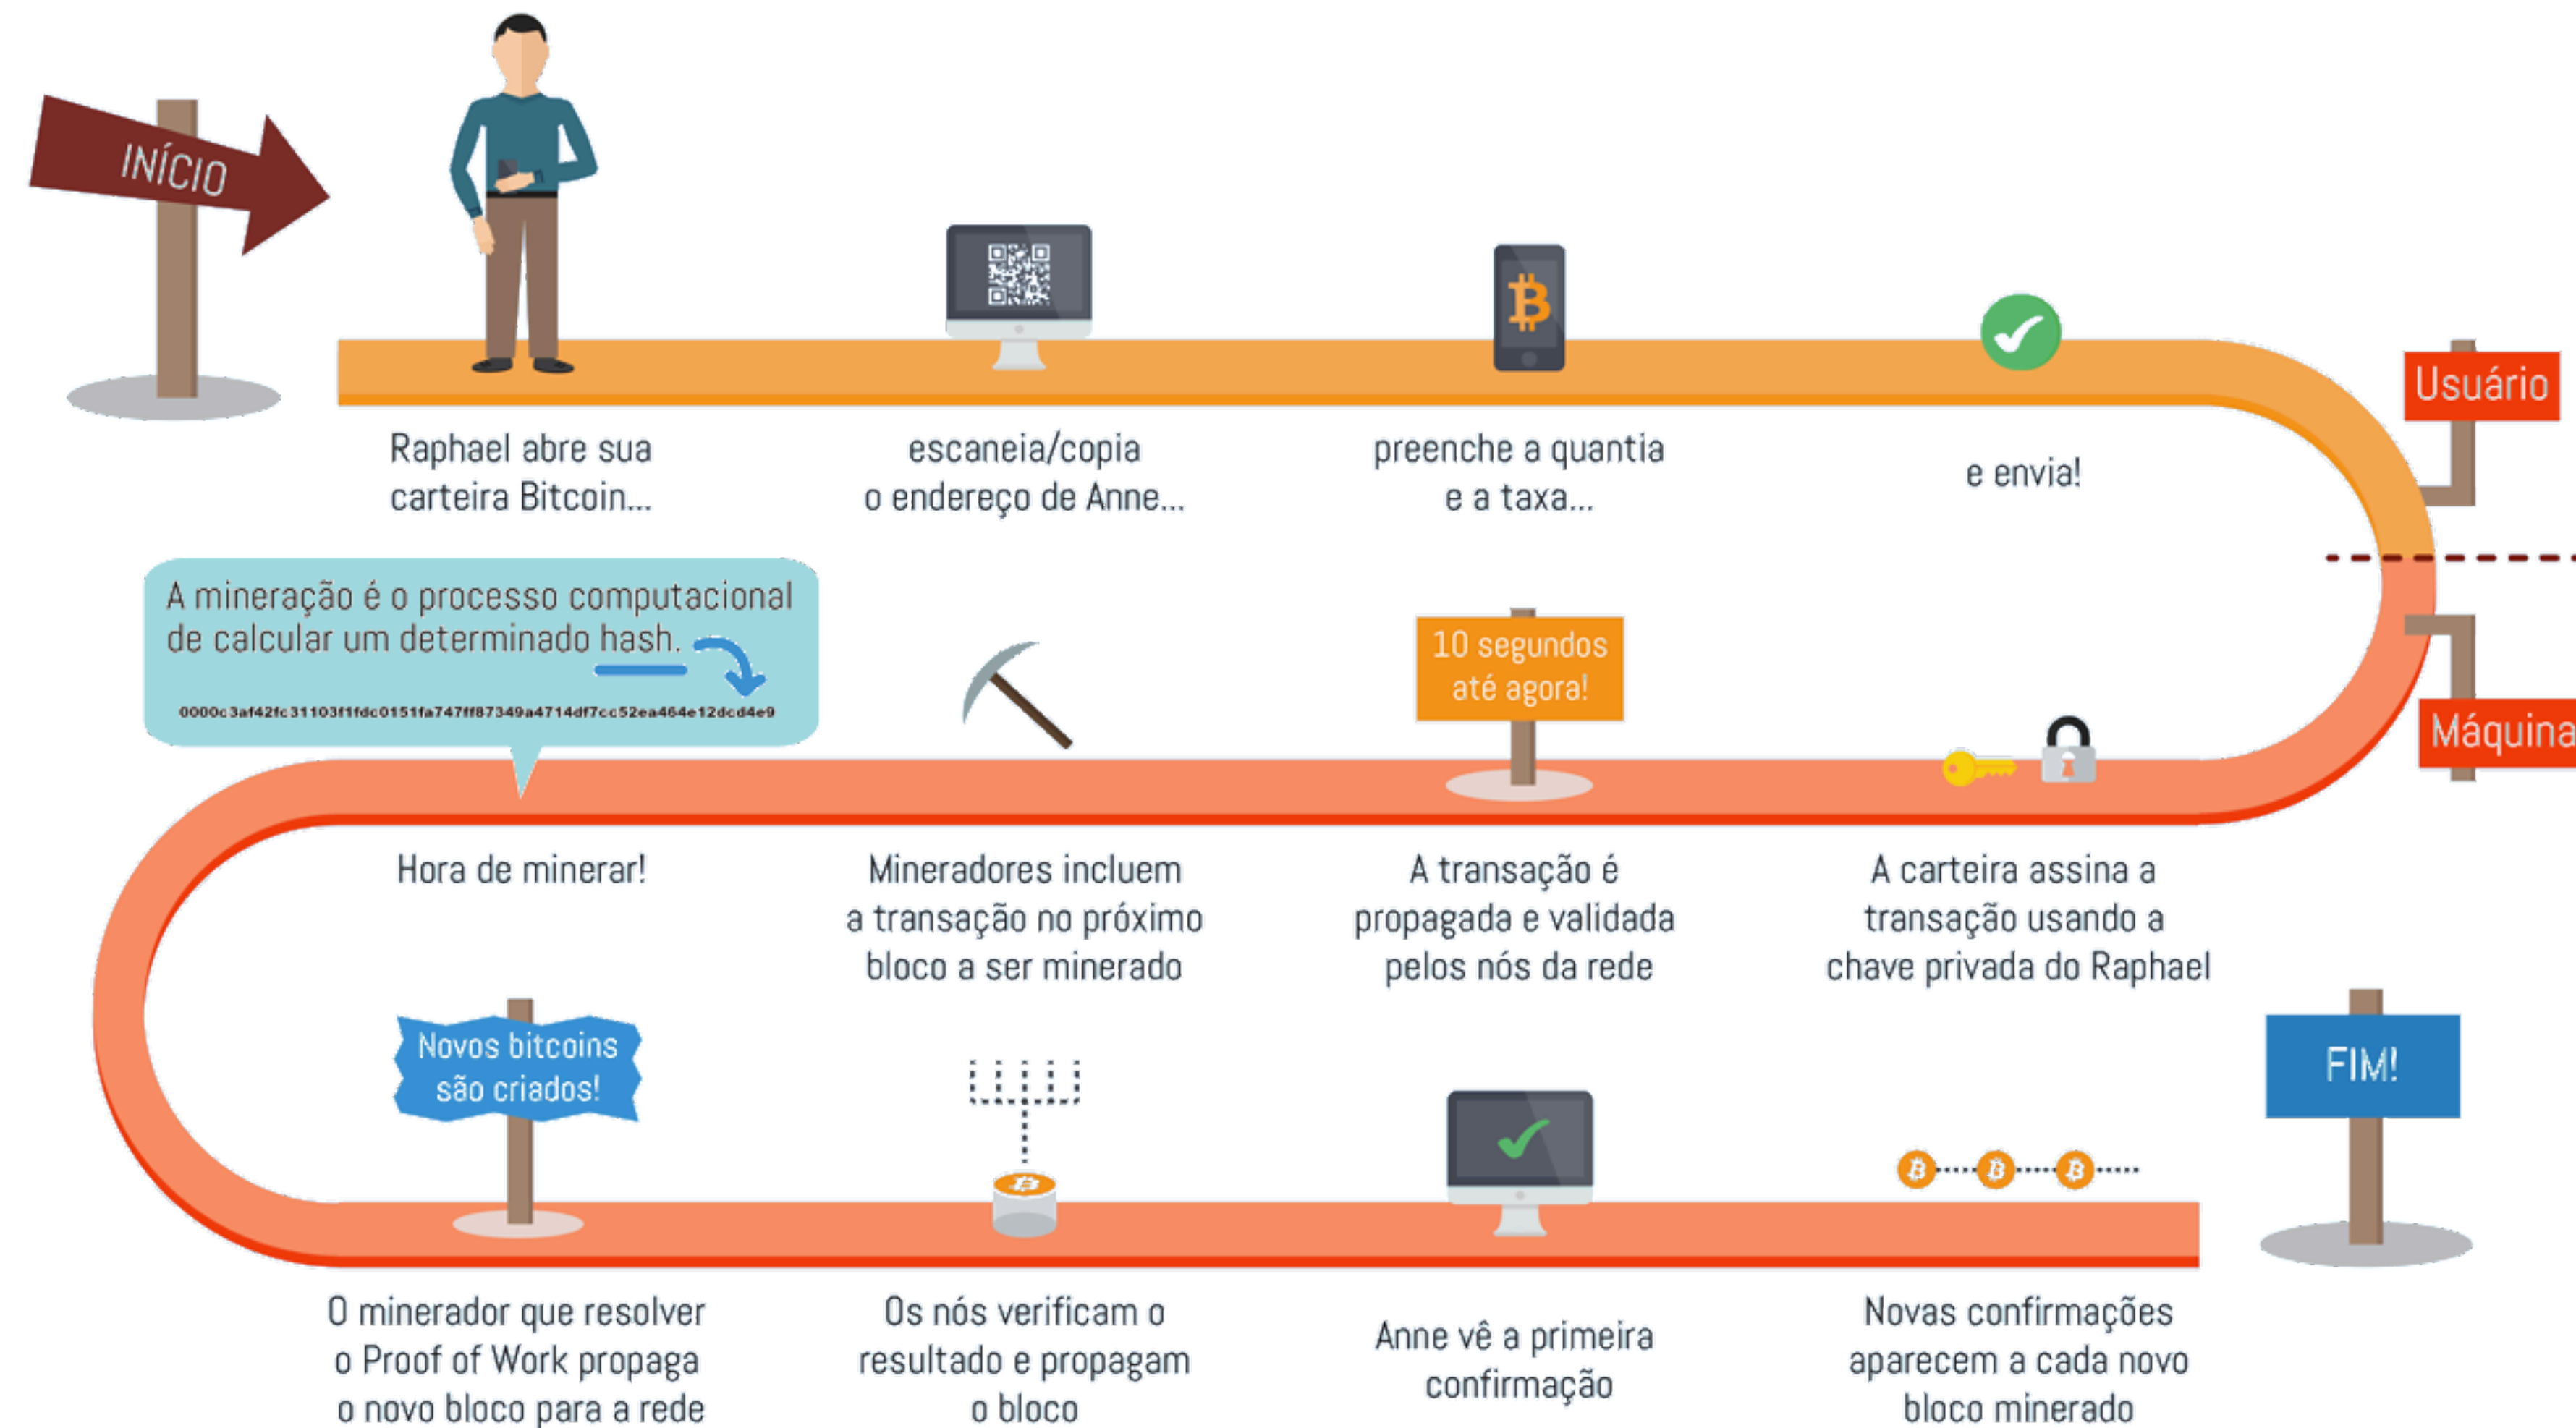 INÍCIO
Raphael abre sua
carteira Bitcoin...
escaneia/copia
o endereço de Anne...
preenche a quantia
e a taxa...
e envia!
Usuário
Máquina
A carteira assina a
transação usando a
chave privada do Raphael
10 segundos
até agora!
A transação é
propagada e validada
pelos nós da rede
Mineradores incluem
a transação no próximo
bloco a ser minerado
A mineração é o processo computacional
de calcular um determinado hash.
0000c3af42fc31103f1fdc0151fa747ff87349a4714df7cc52ea464e12dcd4e9
Hora de minerar!
Novos bitcoins
são criados!
O minerador que resolver
o Proof of Work propaga
o novo bloco para a rede
Os nós verificam o
resultado e propagam
o bloco
Anne vê a primeira
confirmação
Novas confirmações
aparecem a cada novo
bloco minerado
FIM!